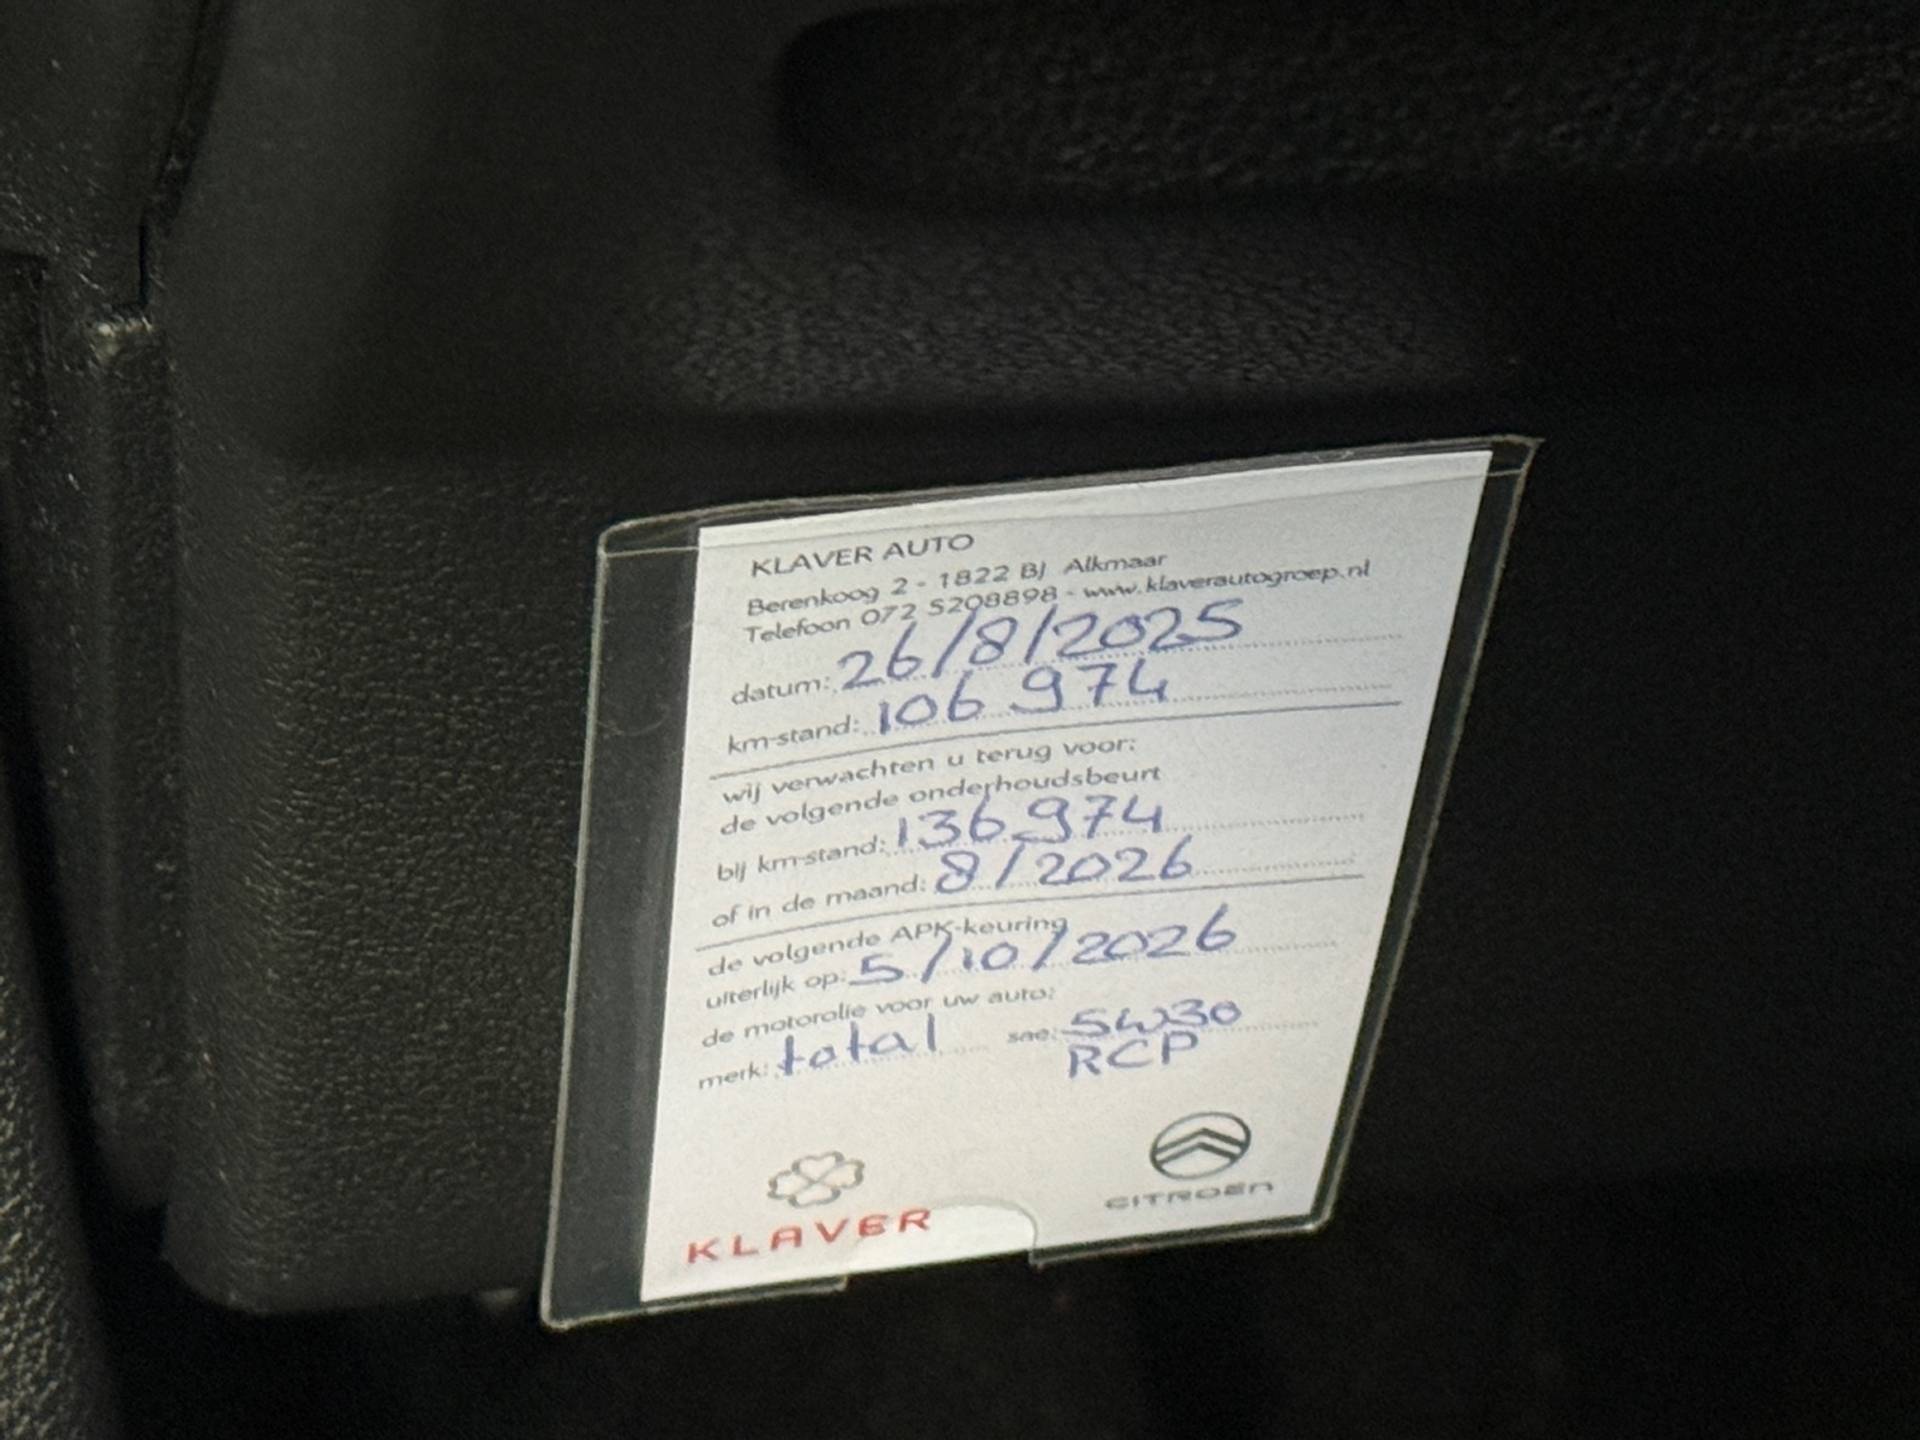 KLAVER AUTO
Berenkoog 2 - 1822 BJ Alkmaar
Telefoon 072 5208898 - www.klaverautogroep.nl
datum: 26/8/2025
km-stand: 106 974
wij verwachten u terug voor:
de volgende onderhoudsbeurt
bij km-stand: 136 974
of in de maand: 8/2026
de volgende APK-keuring
uiterlijk op: 5/10/2026
de motorolie voor uw auto:
merk: total sae: 5W30
RCP
KLAVER CITROËN